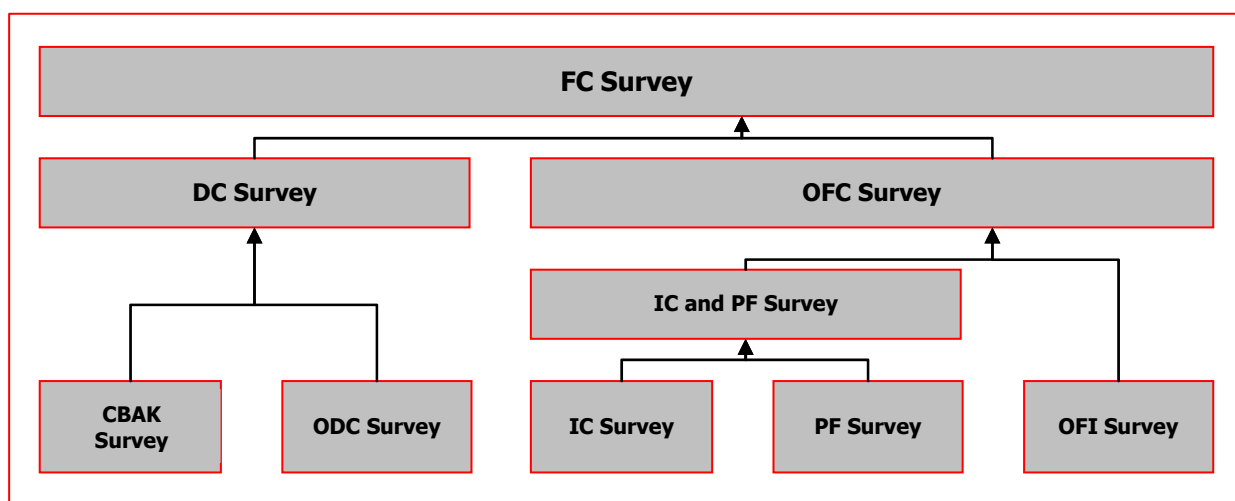 FC Survey
DC Survey
OFC Survey
IC and PF Survey
CBAK
Survey
ODC Survey
IC Survey
PF Survey
OFI Survey